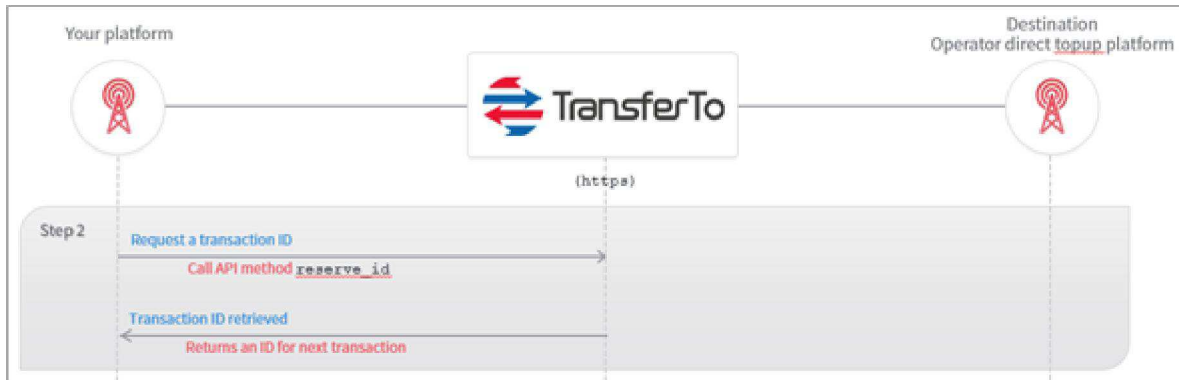 Your platform
Destination
Operator direct topup platform
TransferTo
(https)
Step 2
Request a transaction ID
Call API method reserve_id
Transaction ID retrieved
Returns an ID for next transaction